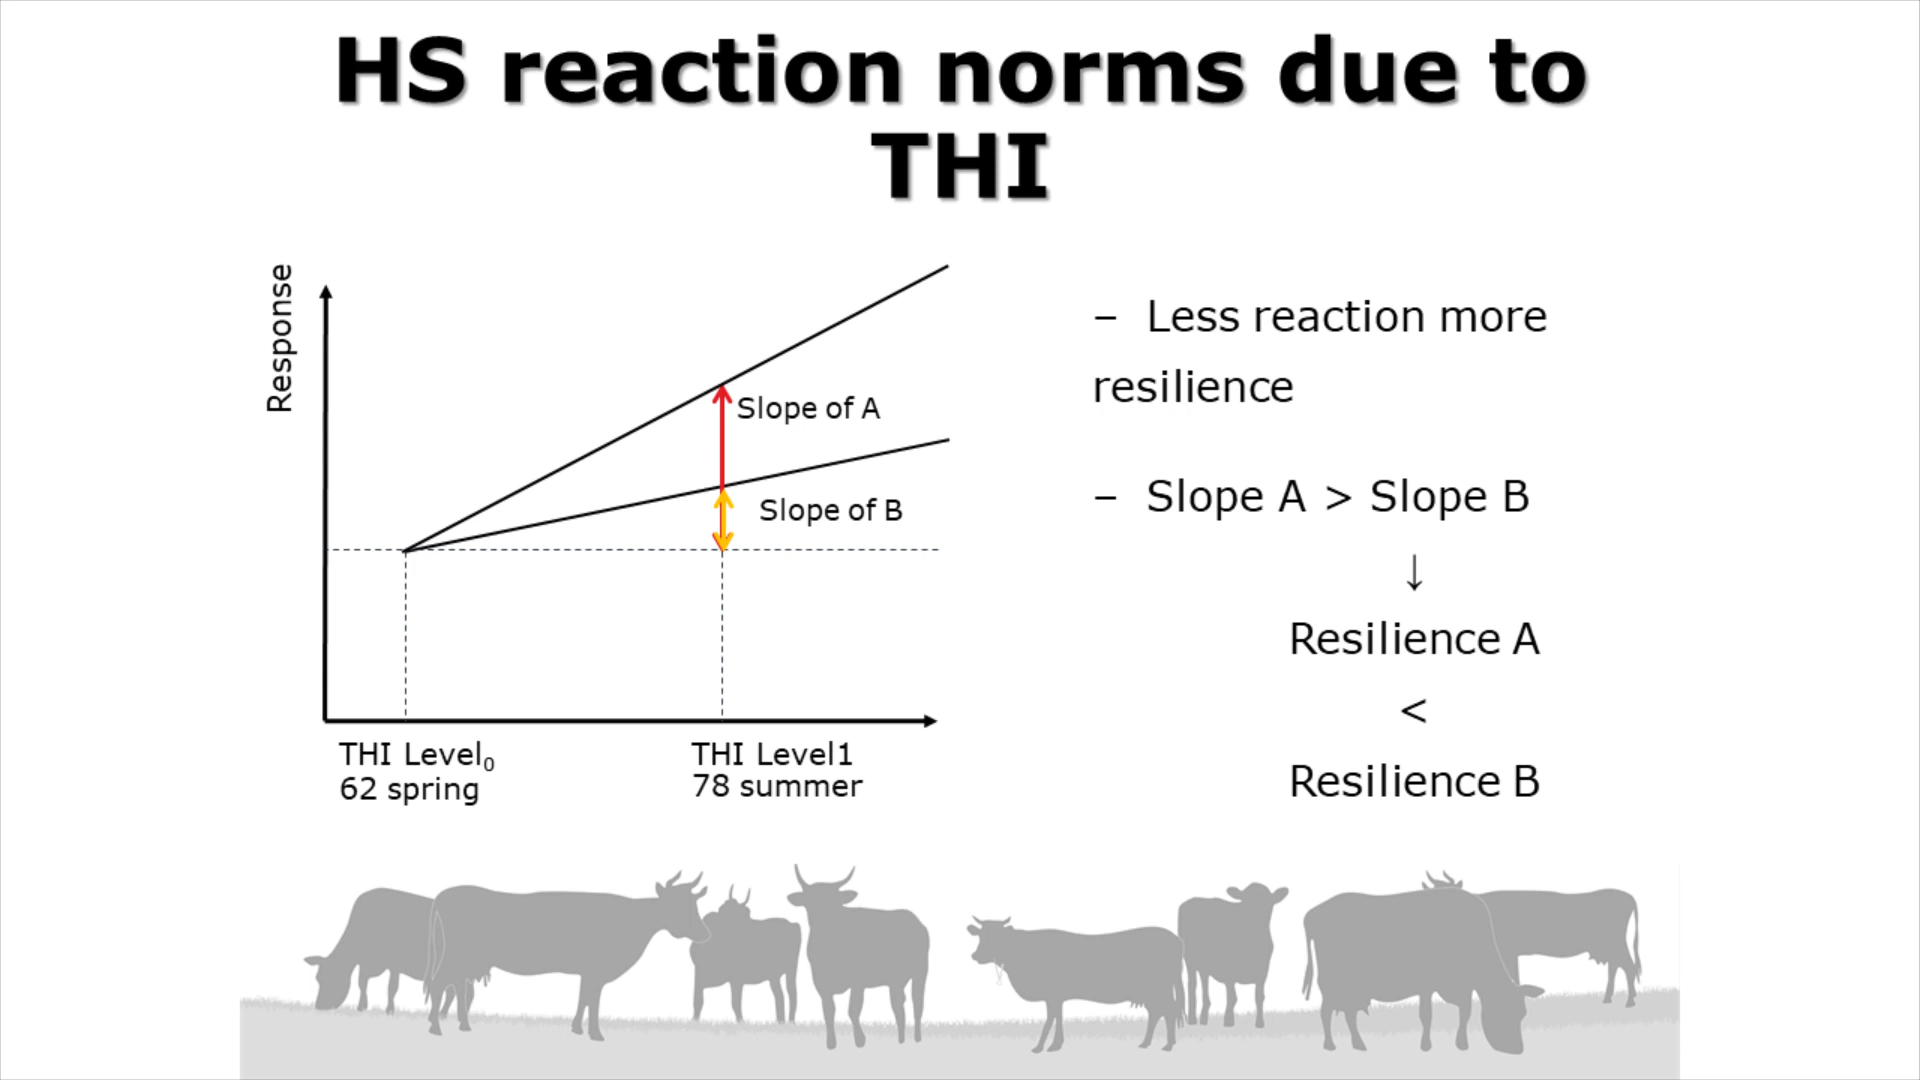 HS reaction norms due to
THI
Response
Slope of A
Slope of B
THI Level₀
62 spring
THI Level1
78 summer
– Less reaction more
resilience
– Slope A > Slope B
↓
Resilience A
<
Resilience B